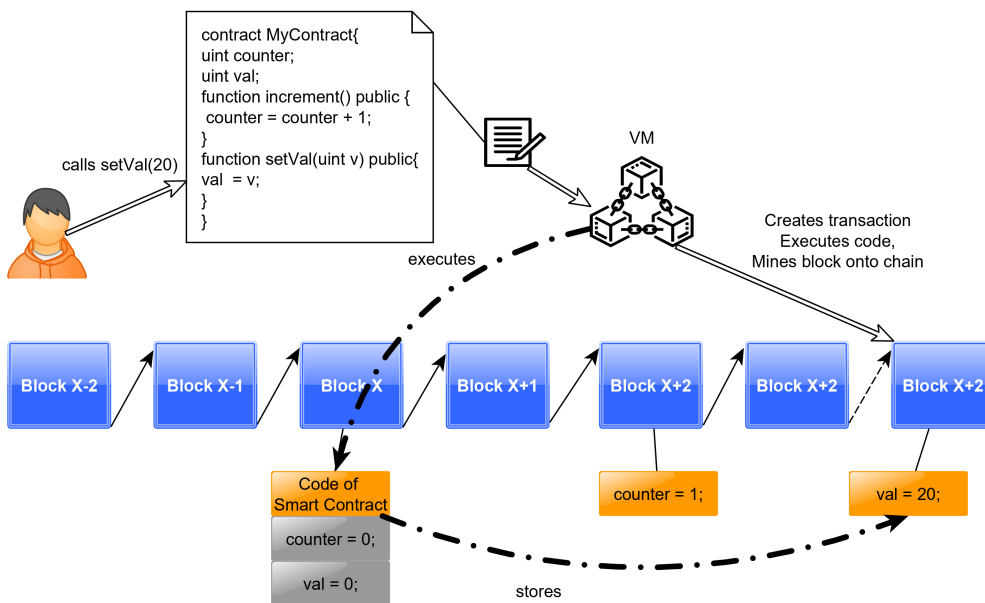 contract MyContract{
uint counter;
uint val;
function increment() public {
counter = counter + 1;
}
function setVal(uint v) public{
val  = v;
}
}
calls setVal(20)
VM
Creates transaction
Executes code,
Mines block onto chain
executes
Block X-2
Block X-1
Block X
Block X+1
Block X+2
Block X+2
Block X+2
Code of
Smart Contract
counter = 0;
val = 0;
counter = 1;
val = 20;
stores